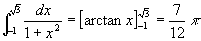 ∫_{-1}^{√3} dx / (1 + x²) = [arctan x]_{-1}^{√3} = 7/12 π